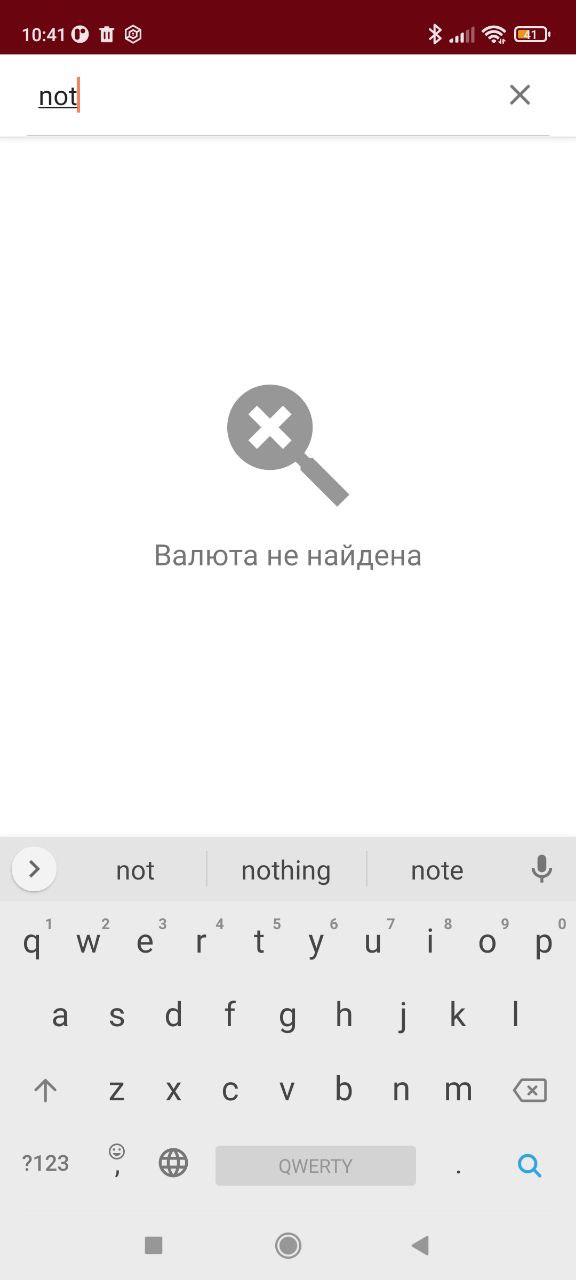 10:41 41
not
Валюта не найдена
not nothing note
q1 w2 e3 r4 t5 y6 u7 i8 o9 p0
a s d f g h j k l
z x c v b n m
?123 , QWERTY .